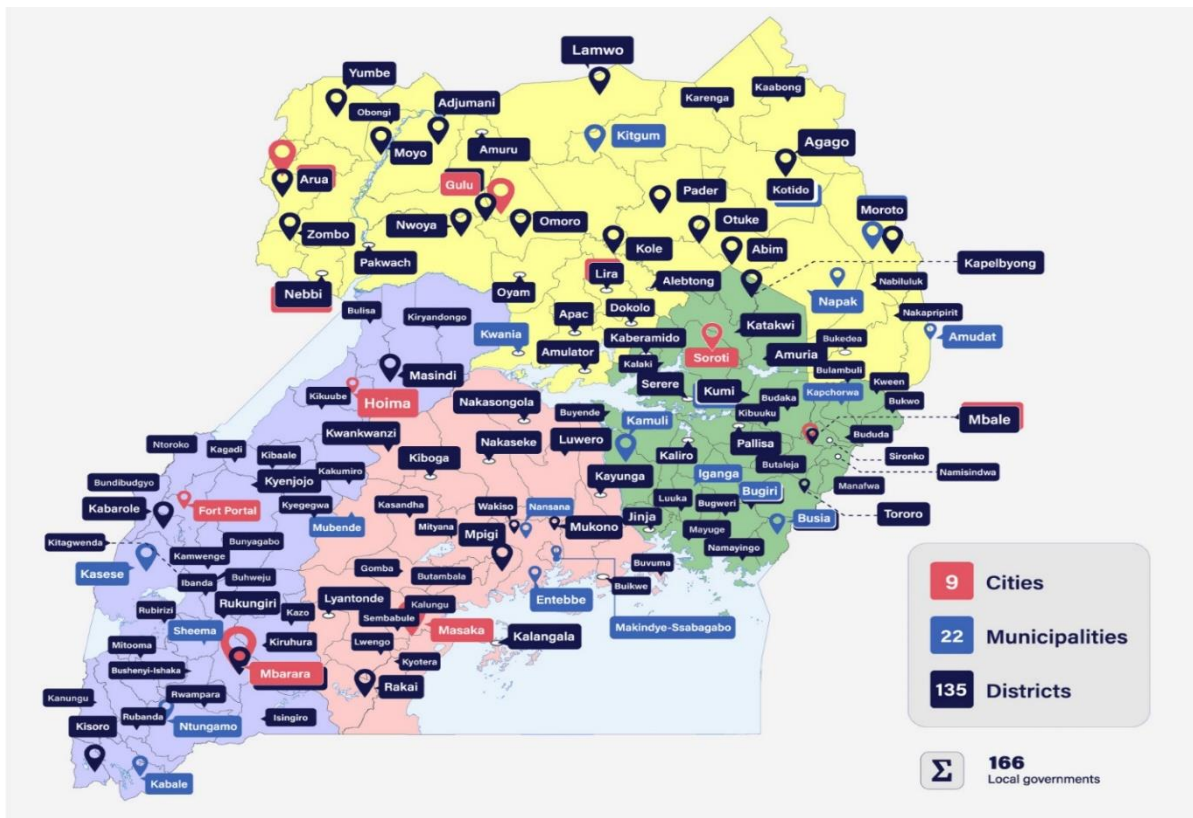 Lamwo
Yumbe
Obongi
Adjumani
Karenga
Kaabong
Moyo
Amuru
Kitgum
Agago
Arua
Gulu
Pader
Kotido
Moroto
Zombo
Nwoya
Omoro
Otuke
Kole
Abim
Pakwach
Kapelbyong
Nebbi
Lira
Alebtong
Nabiluluk
Napak
Oyam
Bulisa
Kiryandongo
Apac
Dokolo
Nakapripirit
Kwania
Kaberamido
Katakwi
Bukedea
Amudat
Amulator
Kalaki
Soroti
Amuria
Masindi
Serere
Bulambuli
Kween
Kikuube
Hoima
Kumi
Budaka
Kapchorwa
Bukwo
Nakasongola
Buyende
Kibuuku
Mbale
Kamuli
Kwankwanzi
Nakaseke
Luwero
Pallisa
Bududa
Ntoroko
Kagadi
Kibaale
Kiboga
Kaliro
Sironko
Butaleja
Namisindwa
Kakumiro
Kayunga
Iganga
Bundibudgyo
Kyenjojo
Bugiri
Manafwa
Kabarole
Fort Portal
Kyegegwa
Kasandha
Wakiso
Nansana
Luuka
Bugweri
Tororo
Mubende
Mityana
Mukono
Jinja
Busia
Mpigi
Mayuge
Kitagwenda
Bunyagabo
Namayingo
Kamwenge
Kasese
Gomba
Butambala
Buvuma
Ibanda
Buhweju
Buikwe
9
Cities
Lyantonde
Entebbe
Rukungiri
Kazo
Kalungu
Rubirizi
Sembabule
Sheema
Masaka
Makindye-Ssabagabo
22
Municipalities
Mitooma
Kiruhura
Lwengo
Kalangala
Bushenyi-Ishaka
Mbarara
Kyotera
Rakai
135
Districts
Kanungu
Rwampara
Kisoro
Rubanda
Ntungamo
Isingiro
Kabale
Σ
166
Local governments